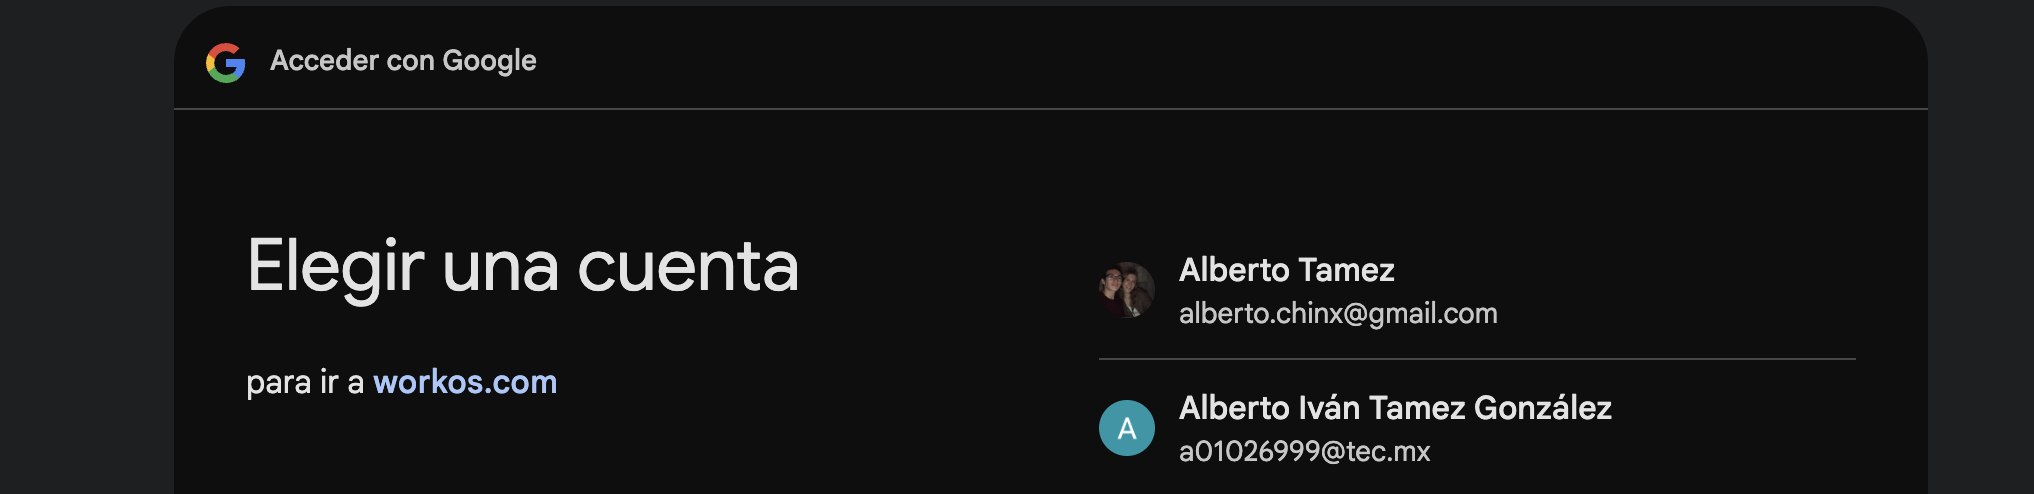 Acceder con Google
Elegir una cuenta
para ir a workos.com
Alberto Tamez
alberto.chinx@gmail.com
A
Alberto Iván Tamez González
a01026999@tec.mx